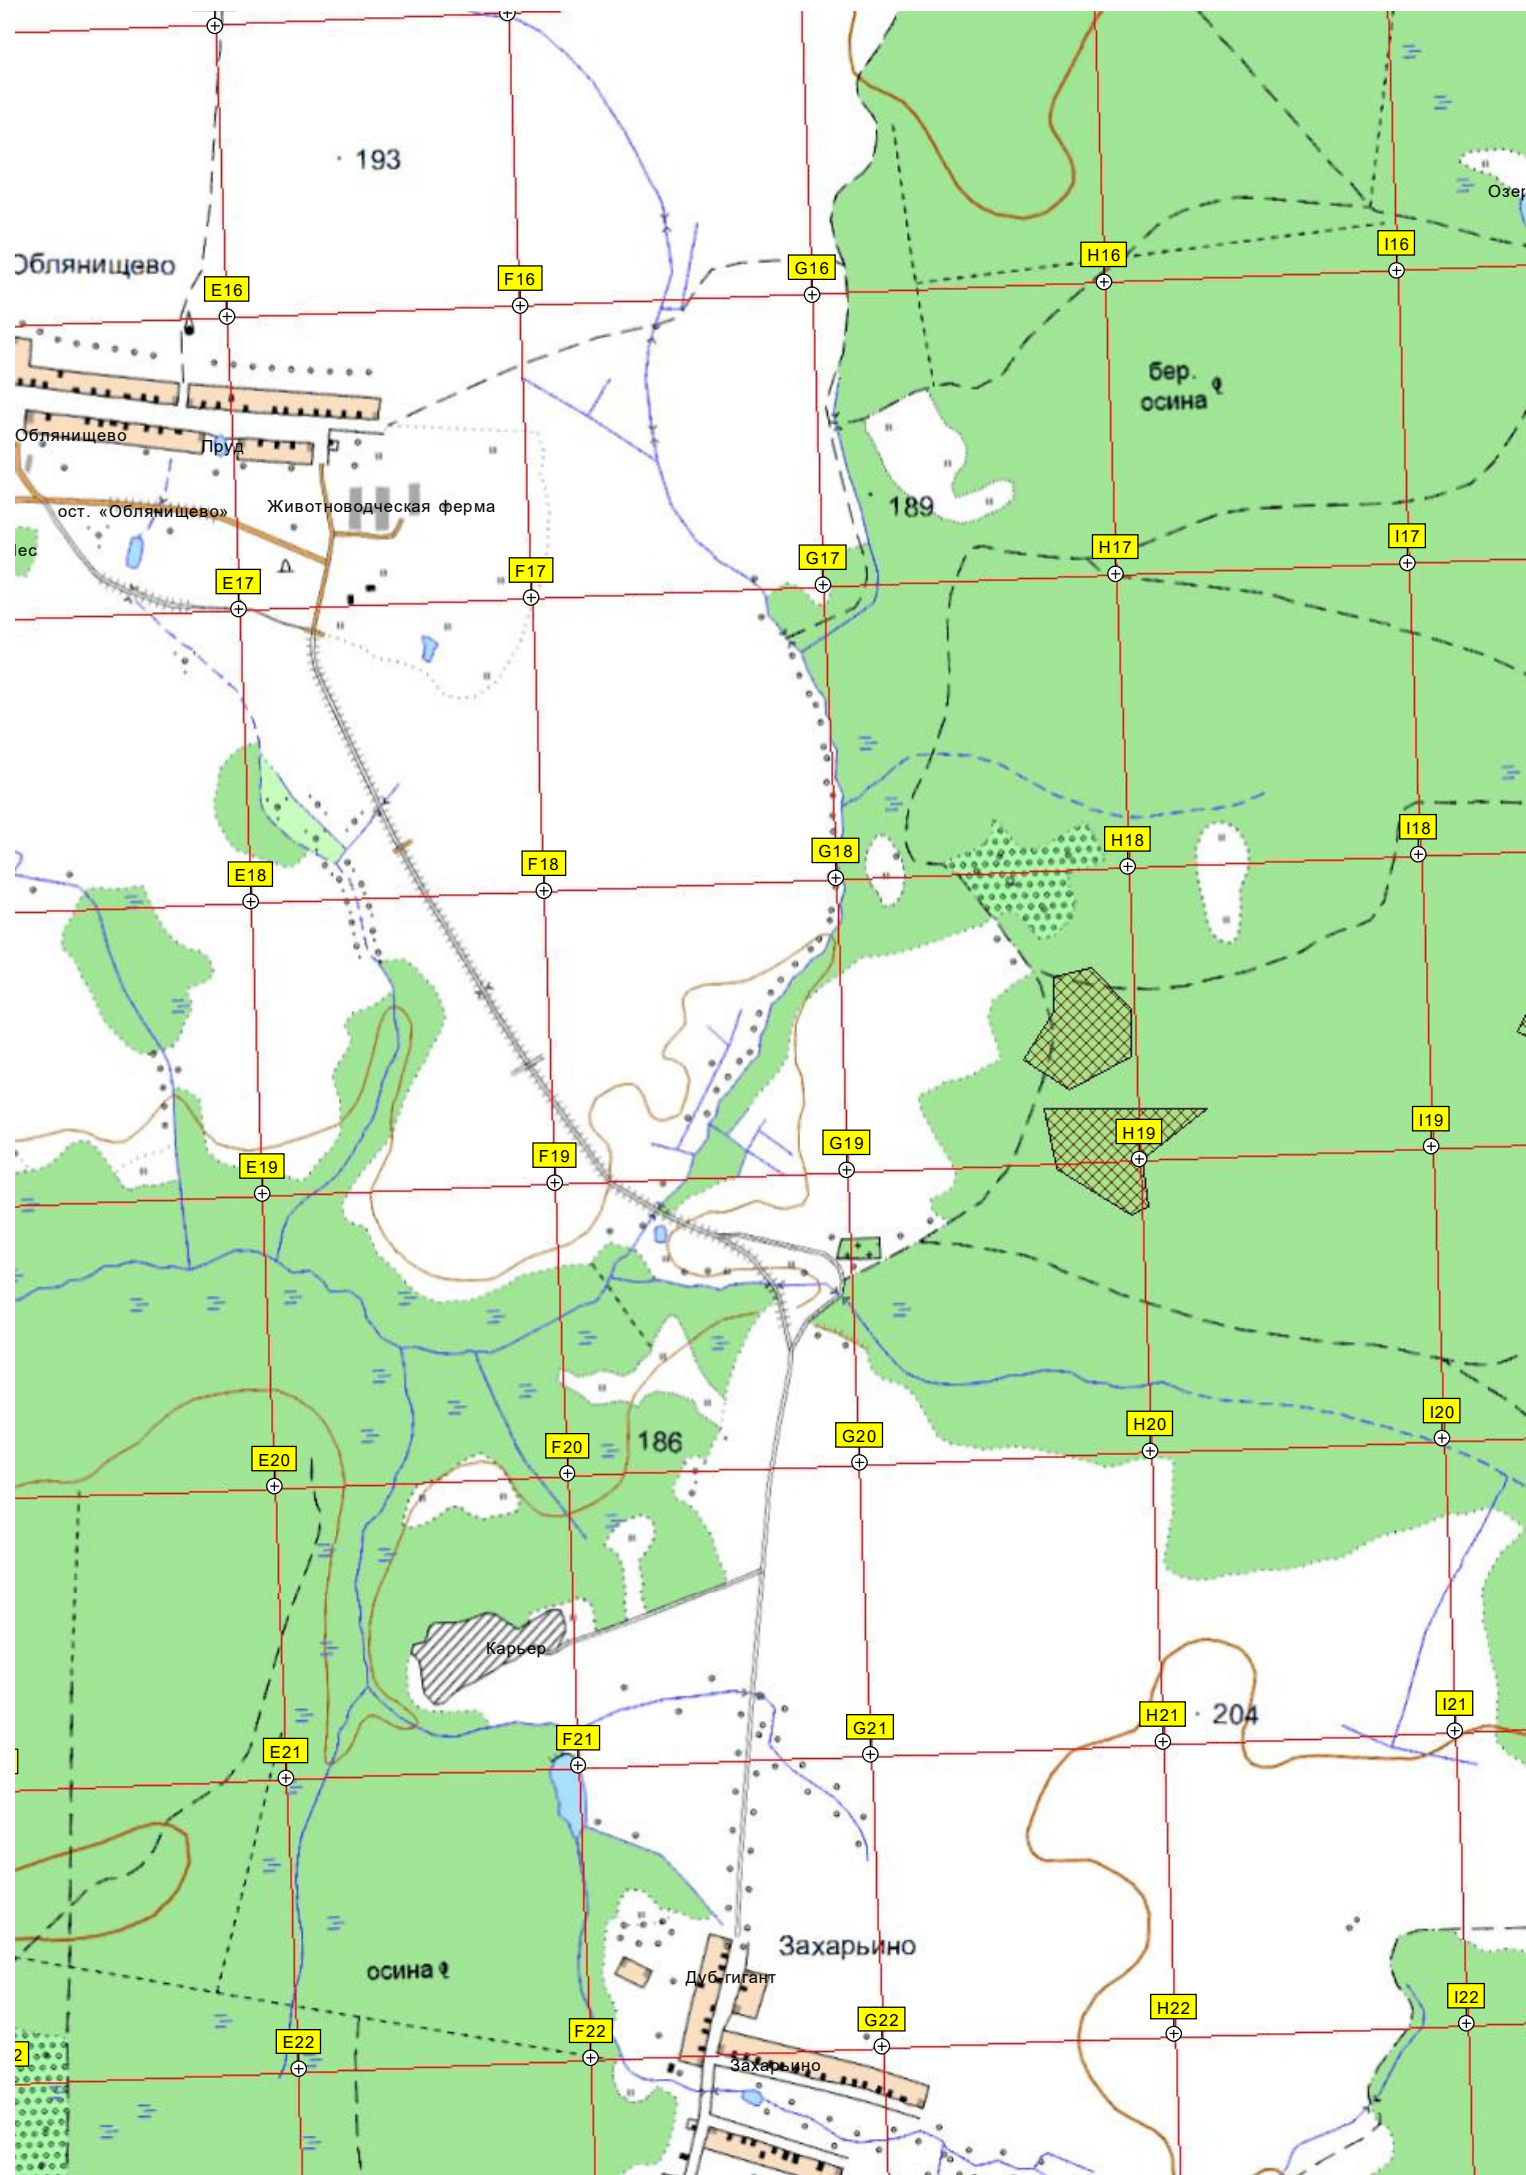 193
Озер
Облянищево
I16
H16
G16
F16
E16
бер.
осина
Облянищево
Пруд
189
Животноводческая ферма
ост. «Облянищево»
лес
I17
H17
G17
F17
E17
I18
H18
G18
F18
E18
I19
H19
G19
F19
E19
I20
H20
G20
186
F20
E20
Карьер
I21
204
H21
G21
F21
E21
Захарьино
осина
Дуб-гигант
I22
H22
G22
F22
E22
2
Захарьино